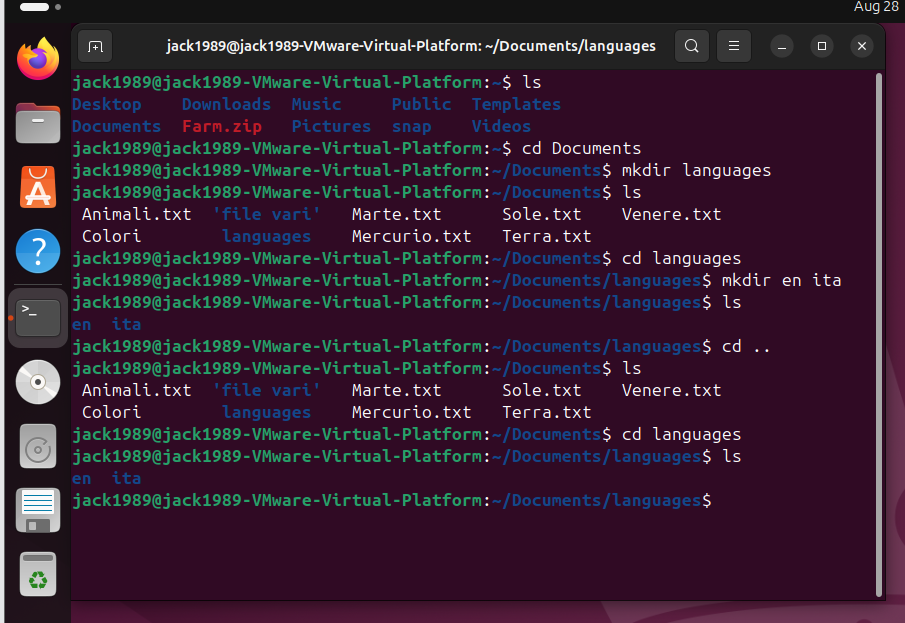 Aug 28
jack1989@jack1989-VMware-Virtual-Platform: ~/Documents/languages
jack1989@jack1989-VMware-Virtual-Platform:~$ ls
Desktop    Downloads  Music     Public  Templates
Documents  Farm.zip   Pictures  snap    Videos
jack1989@jack1989-VMware-Virtual-Platform:~$ cd Documents
jack1989@jack1989-VMware-Virtual-Platform:~/Documents$ mkdir languages
jack1989@jack1989-VMware-Virtual-Platform:~/Documents$ ls
 Animali.txt  'file vari'   Marte.txt      Sole.txt    Venere.txt
 Colori        languages    Mercurio.txt   Terra.txt
jack1989@jack1989-VMware-Virtual-Platform:~/Documents$ cd languages
jack1989@jack1989-VMware-Virtual-Platform:~/Documents/languages$ mkdir en ita
jack1989@jack1989-VMware-Virtual-Platform:~/Documents/languages$ ls
en  ita
jack1989@jack1989-VMware-Virtual-Platform:~/Documents/languages$ cd ..
jack1989@jack1989-VMware-Virtual-Platform:~/Documents$ ls
 Animali.txt  'file vari'   Marte.txt      Sole.txt    Venere.txt
 Colori        languages    Mercurio.txt   Terra.txt
jack1989@jack1989-VMware-Virtual-Platform:~/Documents$ cd languages
jack1989@jack1989-VMware-Virtual-Platform:~/Documents/languages$ ls
en  ita
jack1989@jack1989-VMware-Virtual-Platform:~/Documents/languages$